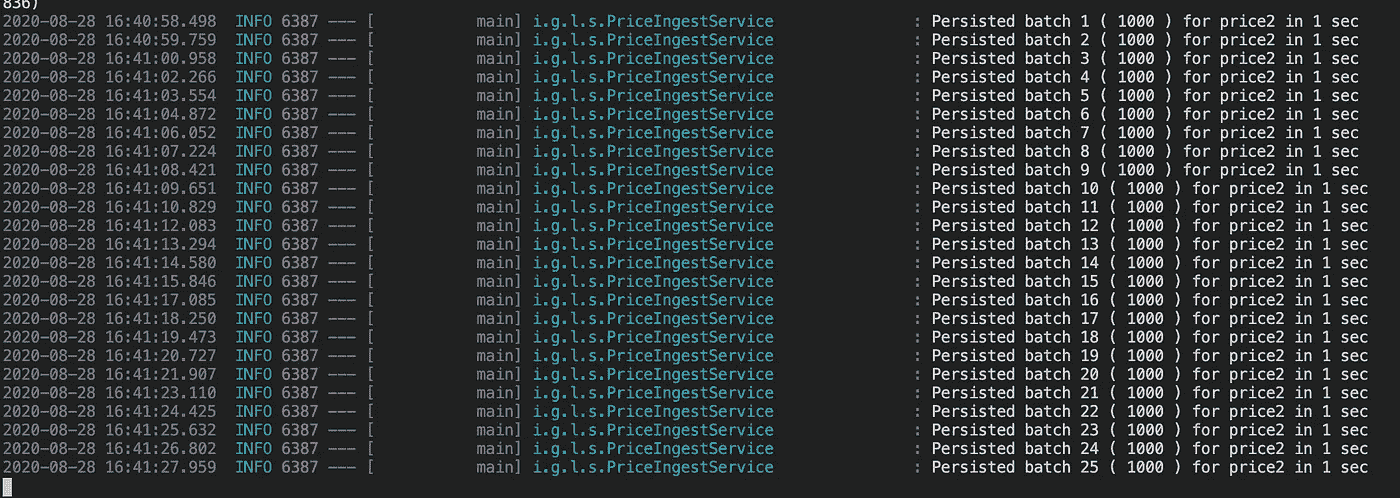 836)
2020-08-28 16:40:58.498  INFO 6387 --- [           main] i.g.l.s.PriceIngestService               : Persisted batch 1 ( 1000 ) for price2 in 1 sec
2020-08-28 16:40:59.759  INFO 6387 --- [           main] i.g.l.s.PriceIngestService               : Persisted batch 2 ( 1000 ) for price2 in 1 sec
2020-08-28 16:41:00.958  INFO 6387 --- [           main] i.g.l.s.PriceIngestService               : Persisted batch 3 ( 1000 ) for price2 in 1 sec
2020-08-28 16:41:02.266  INFO 6387 --- [           main] i.g.l.s.PriceIngestService               : Persisted batch 4 ( 1000 ) for price2 in 1 sec
2020-08-28 16:41:03.554  INFO 6387 --- [           main] i.g.l.s.PriceIngestService               : Persisted batch 5 ( 1000 ) for price2 in 1 sec
2020-08-28 16:41:04.872  INFO 6387 --- [           main] i.g.l.s.PriceIngestService               : Persisted batch 6 ( 1000 ) for price2 in 1 sec
2020-08-28 16:41:06.052  INFO 6387 --- [           main] i.g.l.s.PriceIngestService               : Persisted batch 7 ( 1000 ) for price2 in 1 sec
2020-08-28 16:41:07.224  INFO 6387 --- [           main] i.g.l.s.PriceIngestService               : Persisted batch 8 ( 1000 ) for price2 in 1 sec
2020-08-28 16:41:08.421  INFO 6387 --- [           main] i.g.l.s.PriceIngestService               : Persisted batch 9 ( 1000 ) for price2 in 1 sec
2020-08-28 16:41:09.651  INFO 6387 --- [           main] i.g.l.s.PriceIngestService               : Persisted batch 10 ( 1000 ) for price2 in 1 sec
2020-08-28 16:41:10.829  INFO 6387 --- [           main] i.g.l.s.PriceIngestService               : Persisted batch 11 ( 1000 ) for price2 in 1 sec
2020-08-28 16:41:12.083  INFO 6387 --- [           main] i.g.l.s.PriceIngestService               : Persisted batch 12 ( 1000 ) for price2 in 1 sec
2020-08-28 16:41:13.294  INFO 6387 --- [           main] i.g.l.s.PriceIngestService               : Persisted batch 13 ( 1000 ) for price2 in 1 sec
2020-08-28 16:41:14.580  INFO 6387 --- [           main] i.g.l.s.PriceIngestService               : Persisted batch 14 ( 1000 ) for price2 in 1 sec
2020-08-28 16:41:15.846  INFO 6387 --- [           main] i.g.l.s.PriceIngestService               : Persisted batch 15 ( 1000 ) for price2 in 1 sec
2020-08-28 16:41:17.085  INFO 6387 --- [           main] i.g.l.s.PriceIngestService               : Persisted batch 16 ( 1000 ) for price2 in 1 sec
2020-08-28 16:41:18.250  INFO 6387 --- [           main] i.g.l.s.PriceIngestService               : Persisted batch 17 ( 1000 ) for price2 in 1 sec
2020-08-28 16:41:19.473  INFO 6387 --- [           main] i.g.l.s.PriceIngestService               : Persisted batch 18 ( 1000 ) for price2 in 1 sec
2020-08-28 16:41:20.727  INFO 6387 --- [           main] i.g.l.s.PriceIngestService               : Persisted batch 19 ( 1000 ) for price2 in 1 sec
2020-08-28 16:41:21.907  INFO 6387 --- [           main] i.g.l.s.PriceIngestService               : Persisted batch 20 ( 1000 ) for price2 in 1 sec
2020-08-28 16:41:23.110  INFO 6387 --- [           main] i.g.l.s.PriceIngestService               : Persisted batch 21 ( 1000 ) for price2 in 1 sec
2020-08-28 16:41:24.425  INFO 6387 --- [           main] i.g.l.s.PriceIngestService               : Persisted batch 22 ( 1000 ) for price2 in 1 sec
2020-08-28 16:41:25.632  INFO 6387 --- [           main] i.g.l.s.PriceIngestService               : Persisted batch 23 ( 1000 ) for price2 in 1 sec
2020-08-28 16:41:26.802  INFO 6387 --- [           main] i.g.l.s.PriceIngestService               : Persisted batch 24 ( 1000 ) for price2 in 1 sec
2020-08-28 16:41:27.959  INFO 6387 --- [           main] i.g.l.s.PriceIngestService               : Persisted batch 25 ( 1000 ) for price2 in 1 sec